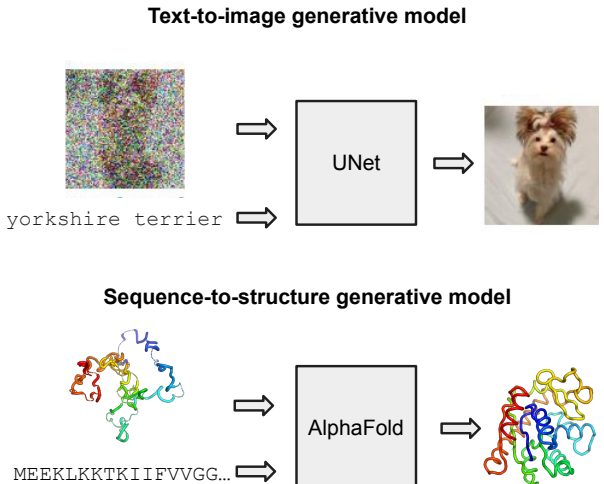 Text-to-image generative model
UNet
yorkshire terrier
Sequence-to-structure generative model
AlphaFold
MEEKLKKTKIIFVVGG…